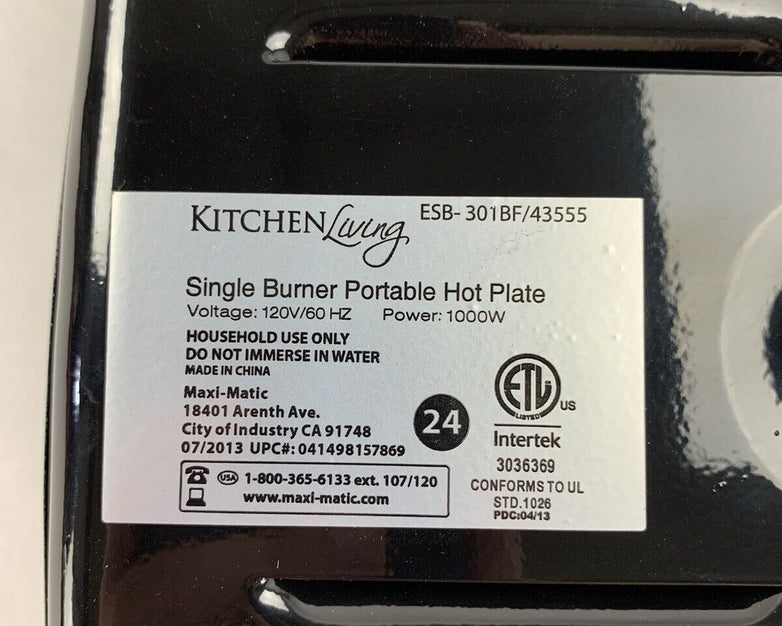 KITCHEN Living ESB-301BF/43555
Single Burner Portable Hot Plate
Voltage: 120V/60 HZ Power: 1000W
HOUSEHOLD USE ONLY
DO NOT IMMERSE IN WATER
MADE IN CHINA
Maxi-Matic
18401 Arenth Ave.
City of Industry CA 91748
07/2013 UPC#: 041498157869
USA 1-800-365-6133 ext. 107/120
www.maxi-matic.com
24
ETL
LISTED
US
Intertek
3036369
CONFORMS TO UL
STD.1026
PDC:04/13